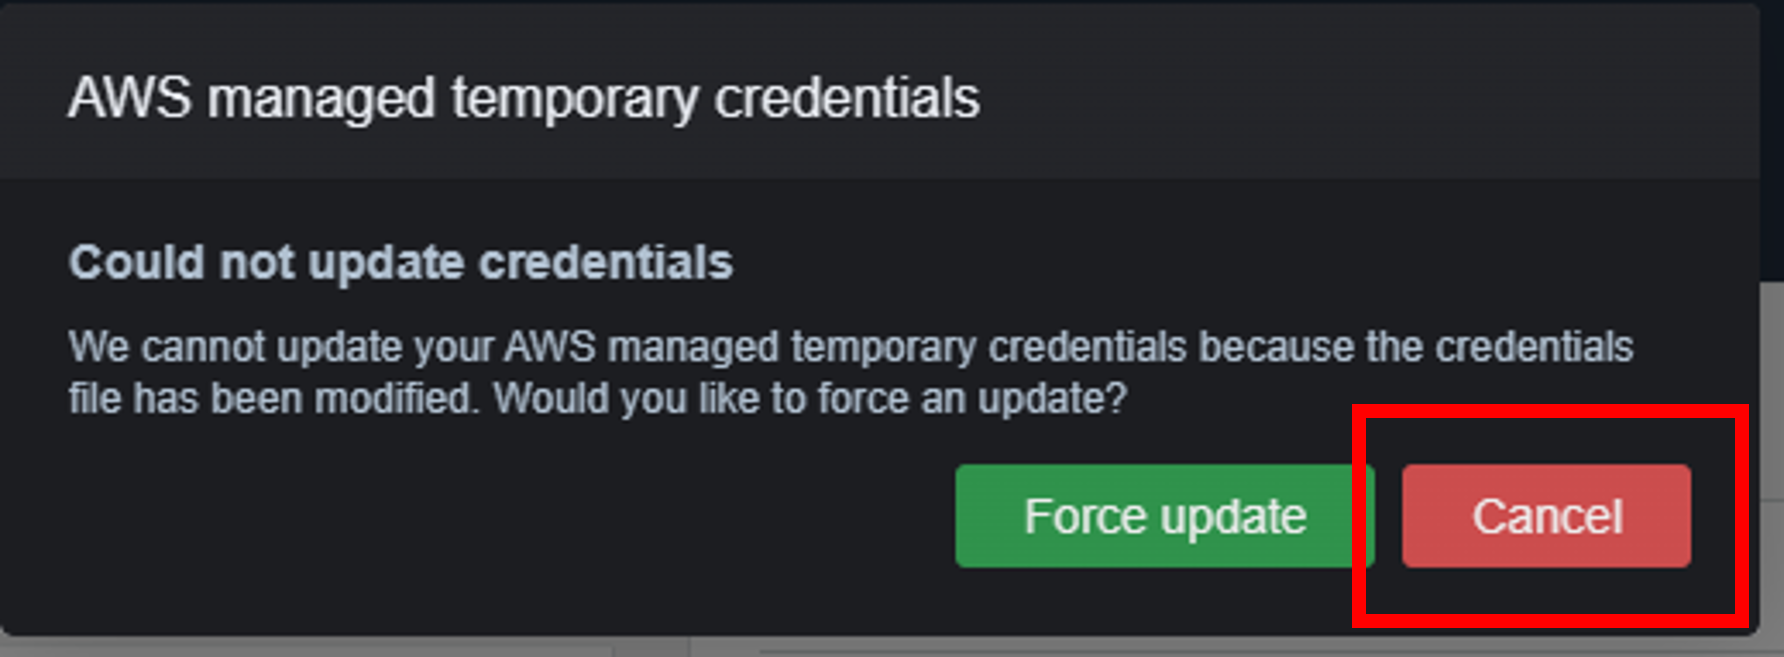 AWS managed temporary credentials
Could not update credentials
We cannot update your AWS managed temporary credentials because the credentials
file has been modified. Would you like to force an update?
Force update
Cancel